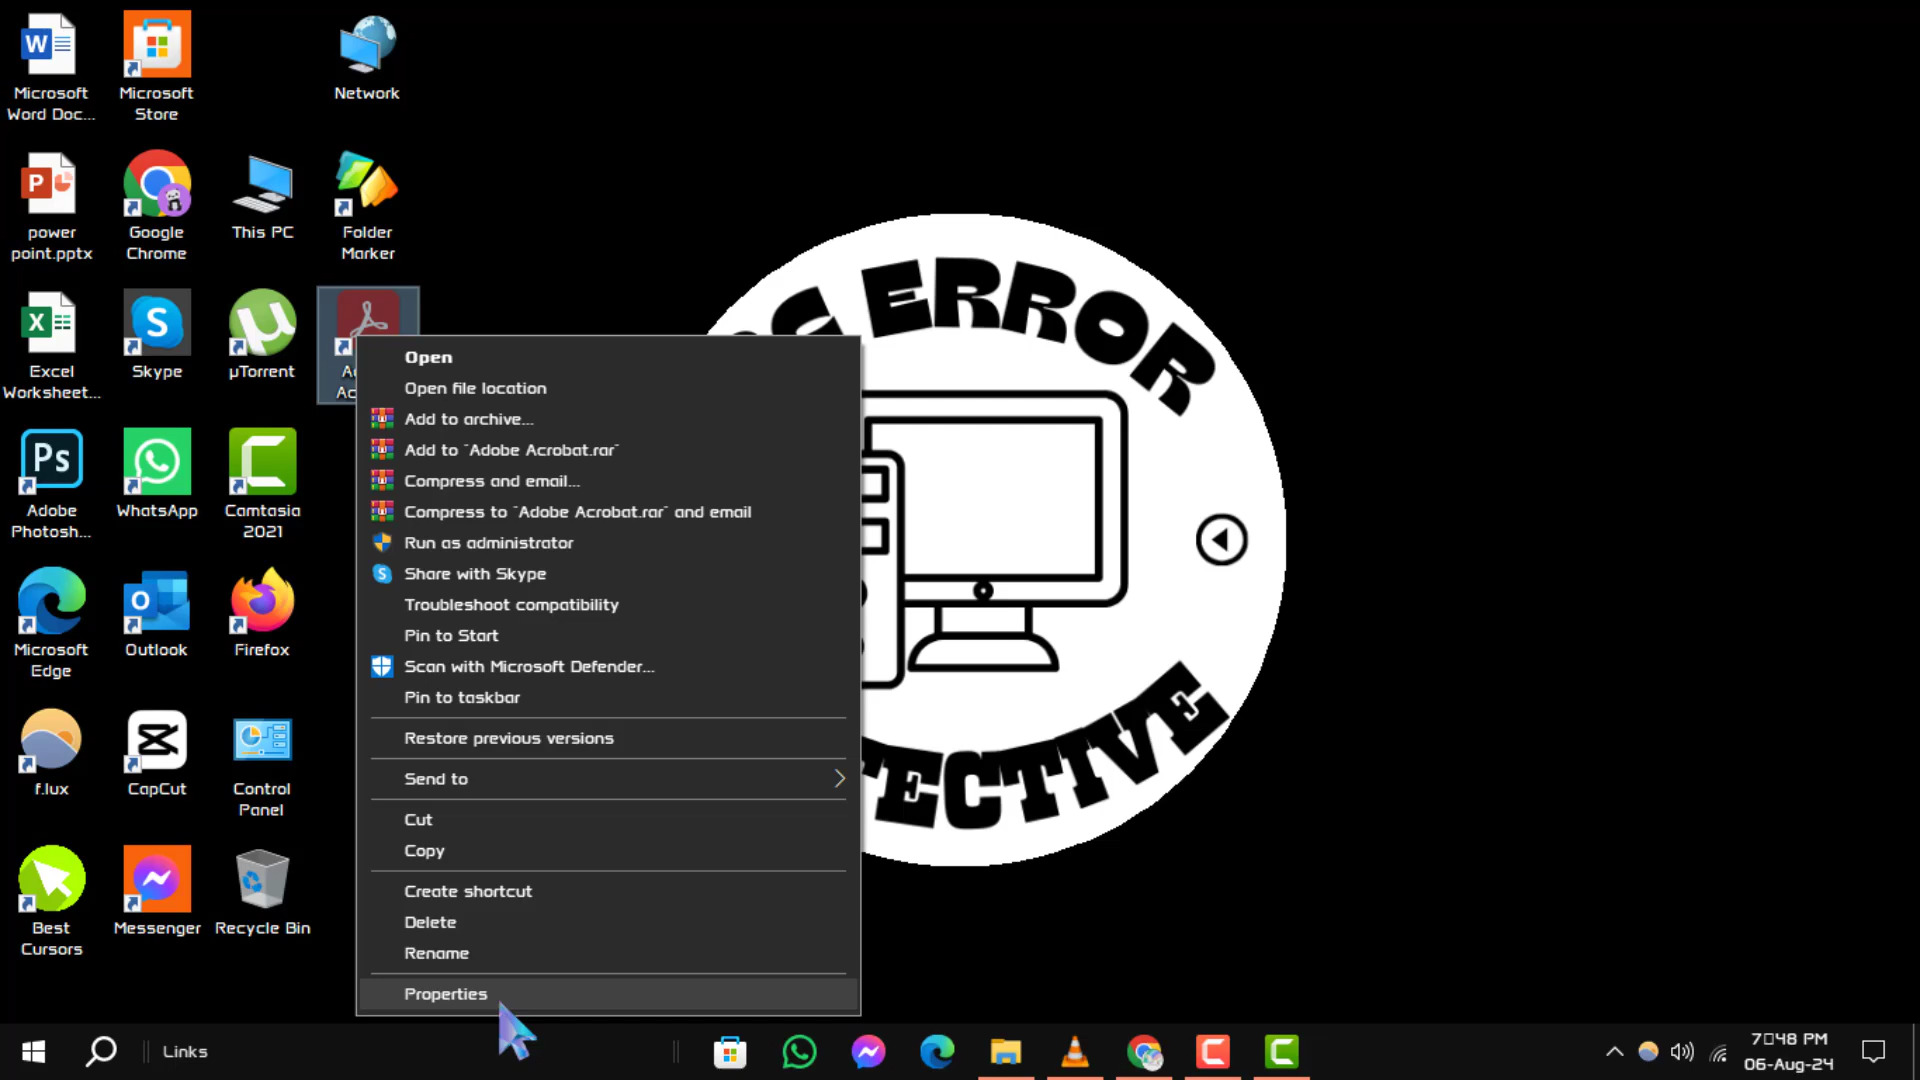 Microsoft
Word Doc...
Microsoft
Store
Network
power
point.pptx
Google
Chrome
This PC
Folder
Marker
Excel
Worksheet...
Skype
µTorrent
Adobe
Photosh...
WhatsApp
Camtasia
2021
Microsoft
Edge
Outlook
Firefox
f.lux
CapCut
Control
Panel
Best
Cursors
Messenger
Recycle Bin
Open
Open file location
Add to archive...
Add to "Adobe Acrobat.rar"
Compress and email...
Compress to "Adobe Acrobat.rar" and email
Run as administrator
Share with Skype
Troubleshoot compatibility
Pin to Start
Scan with Microsoft Defender...
Pin to taskbar
Restore previous versions
Send to
Cut
Copy
Create shortcut
Delete
Rename
Properties
ERROR
Links
7□48 PM
06-Aug-24